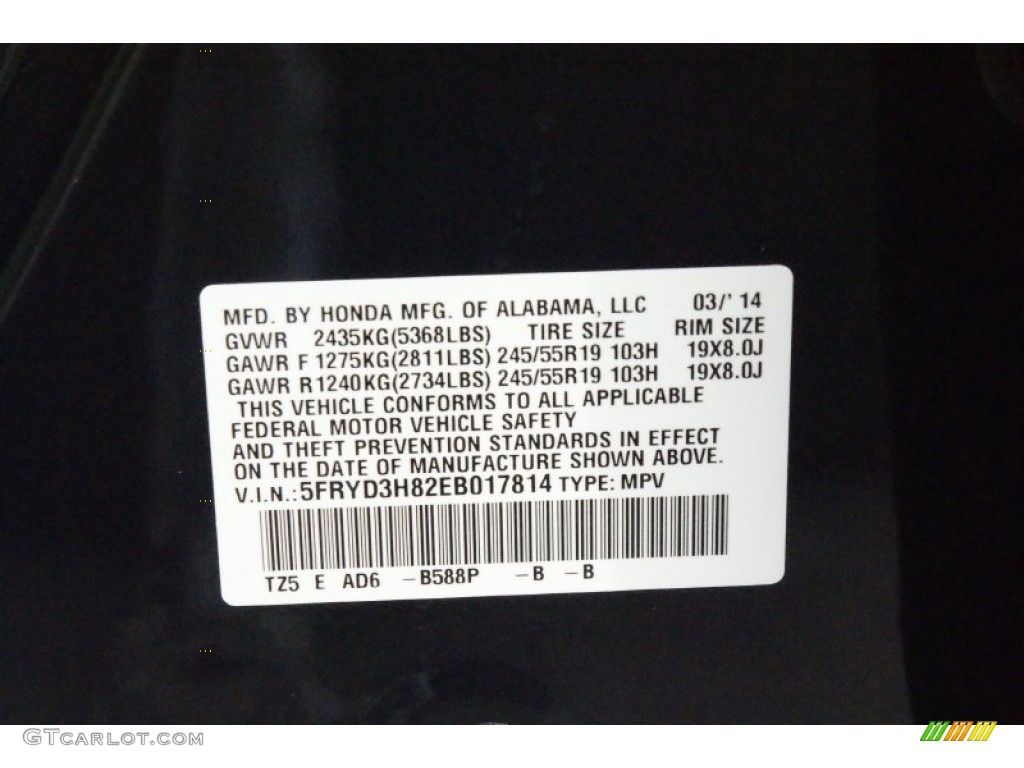 MFD. BY HONDA MFG. OF ALABAMA, LLC 03/' 14
GVWR 2435KG(5368LBS) TIRE SIZE RIM SIZE
GAWR F 1275KG(2811LBS) 245/55R19 103H 19X8.0J
GAWR R1240KG(2734LBS) 245/55R19 103H 19X8.0J
THIS VEHICLE CONFORMS TO ALL APPLICABLE
FEDERAL MOTOR VEHICLE SAFETY
AND THEFT PREVENTION STANDARDS IN EFFECT
ON THE DATE OF MANUFACTURE SHOWN ABOVE.
V.I.N.:5FRYD3H82EB017814 TYPE: MPV
TZ5 E AD6 –B588P –B –B
GTCARLOT.COM